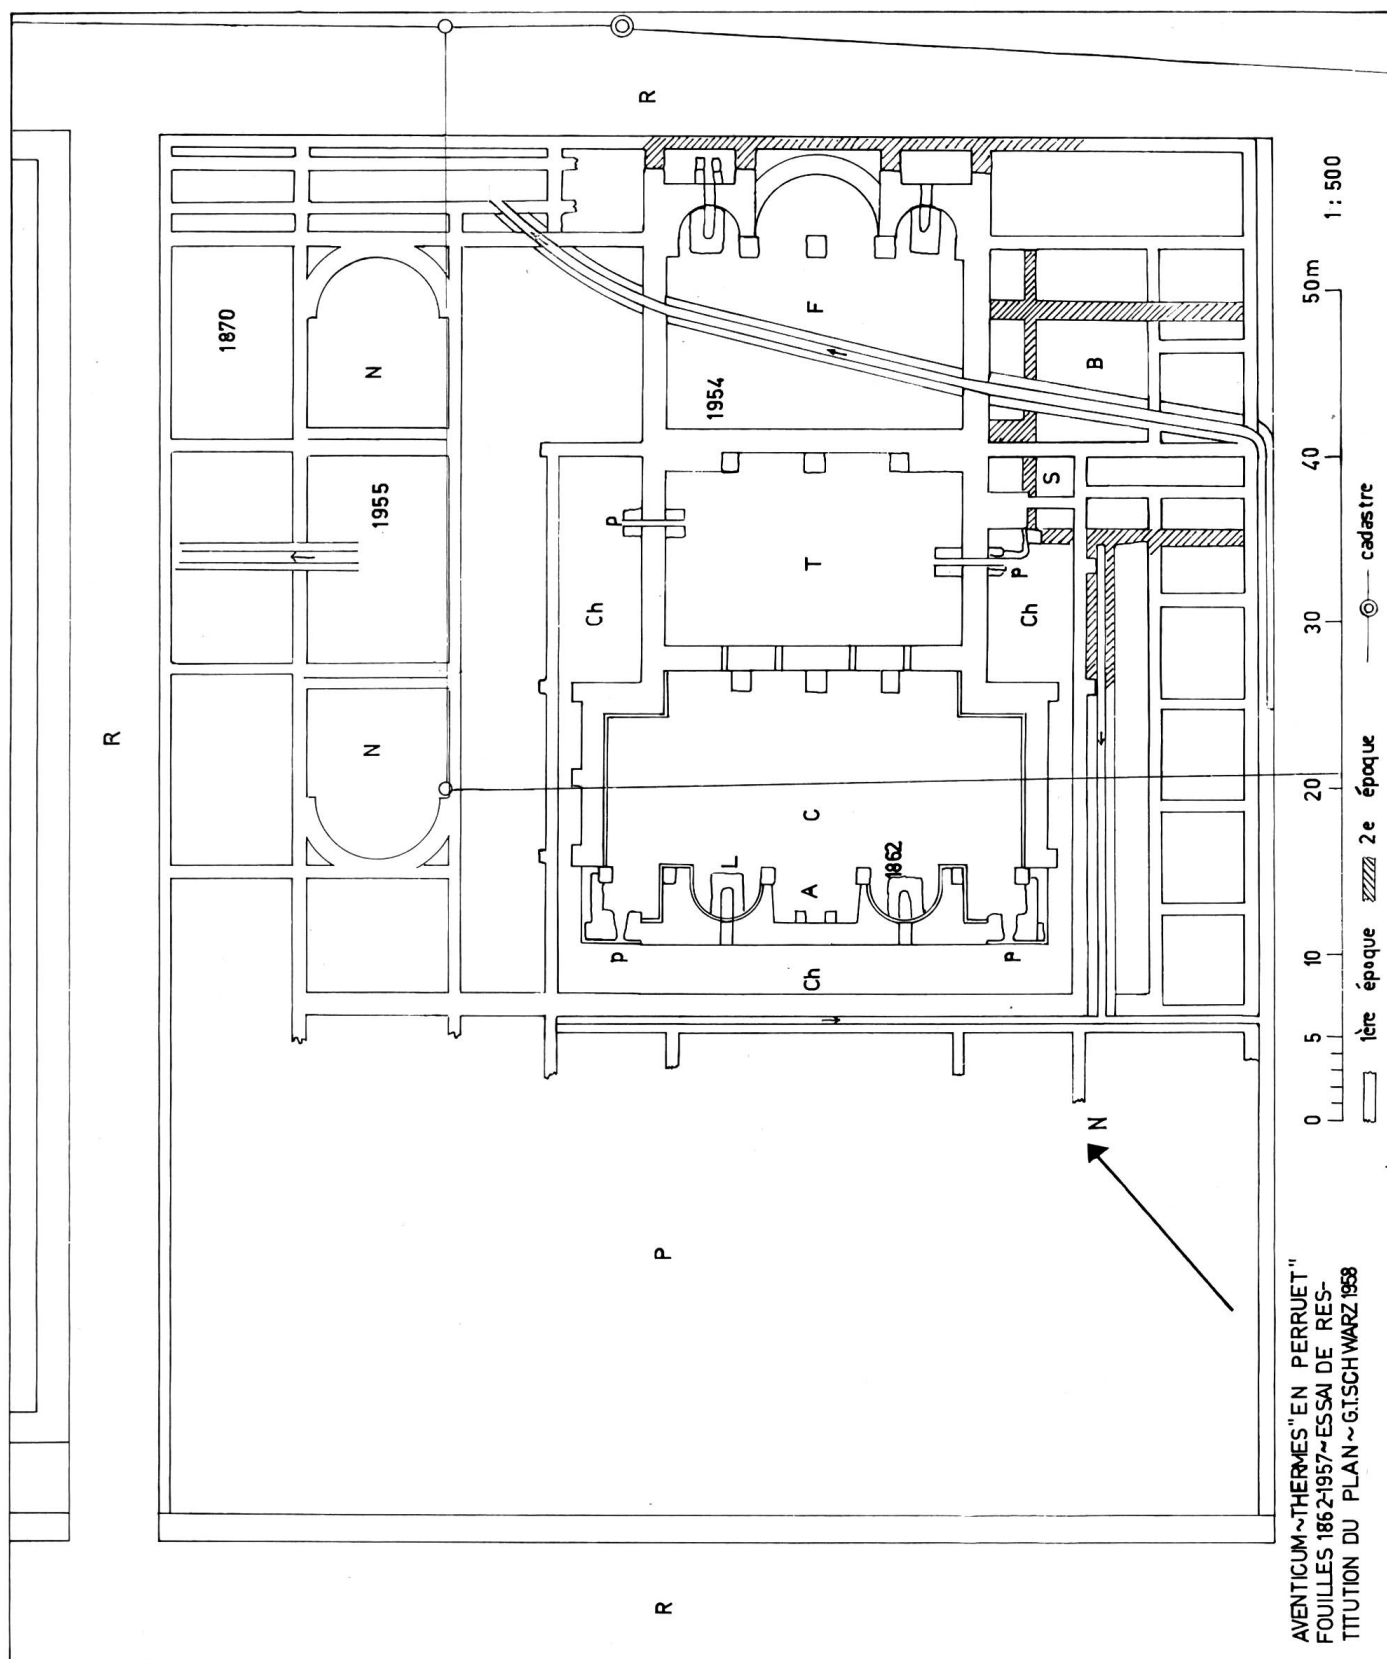 R
1870
N
1955
N
R
F
1954
B
S
P
T
P
Ch
Ch
R
C
L
A
1862
P
P
Ch
P
N
R
0 5 10 20 30 40 50m 1:500
1ère époque 2e époque cadastre
AVENTICUM~THERMES "EN PERRUET"
FOUILLES 1862-1957~ESSAI DE RES-
TITUTION DU PLAN~G.T.SCHWARZ 1958